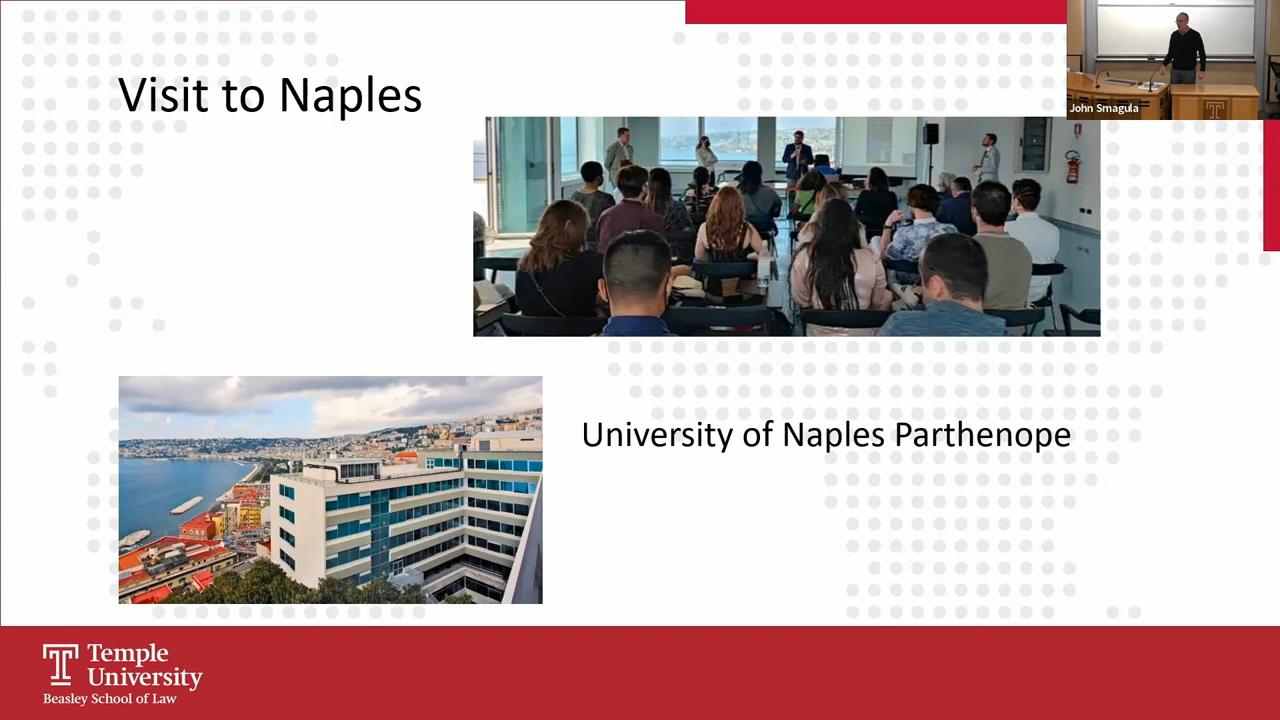 Visit to Naples
John Smagula
University of Naples Parthenope
Temple
University
Beasley School of Law